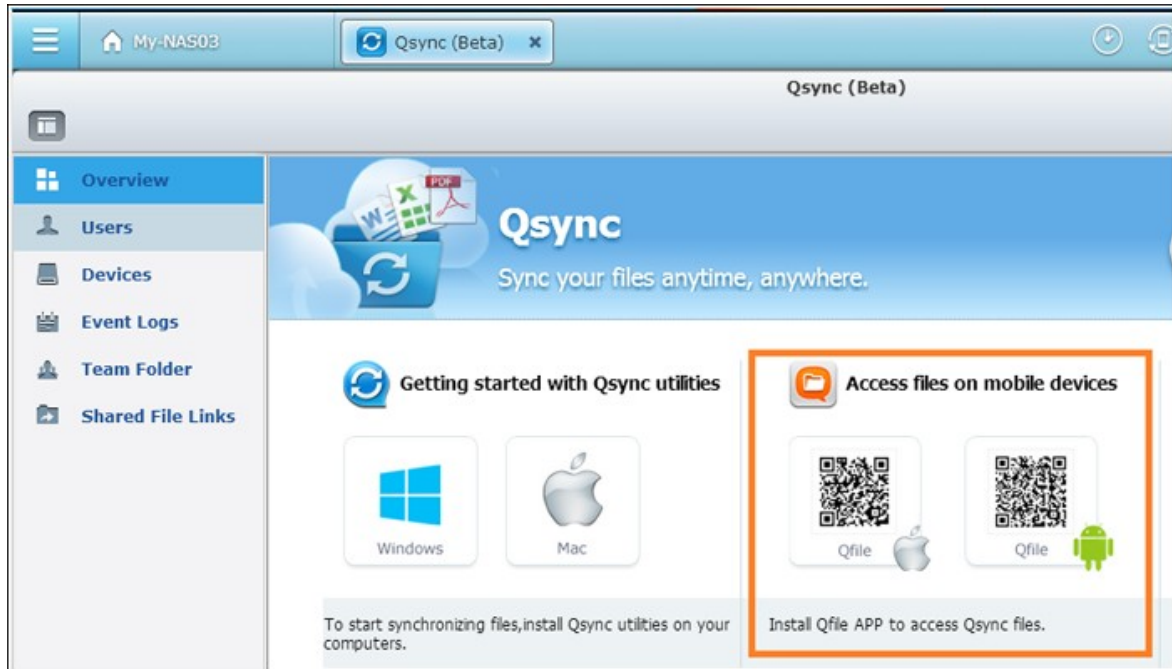 My-NAS03
Qsync (Beta)
Qsync (Beta)
Overview
Users
Devices
Event Logs
Team Folder
Shared File Links
W
X
PDF
Qsync
Sync your files anytime, anywhere.
Getting started with Qsync utilities
Windows
Mac
To start synchronizing files,install Qsync utilities on your
computers.
Access files on mobile devices
Qfile
Qfile
Install Qfile APP to access Qsync files.